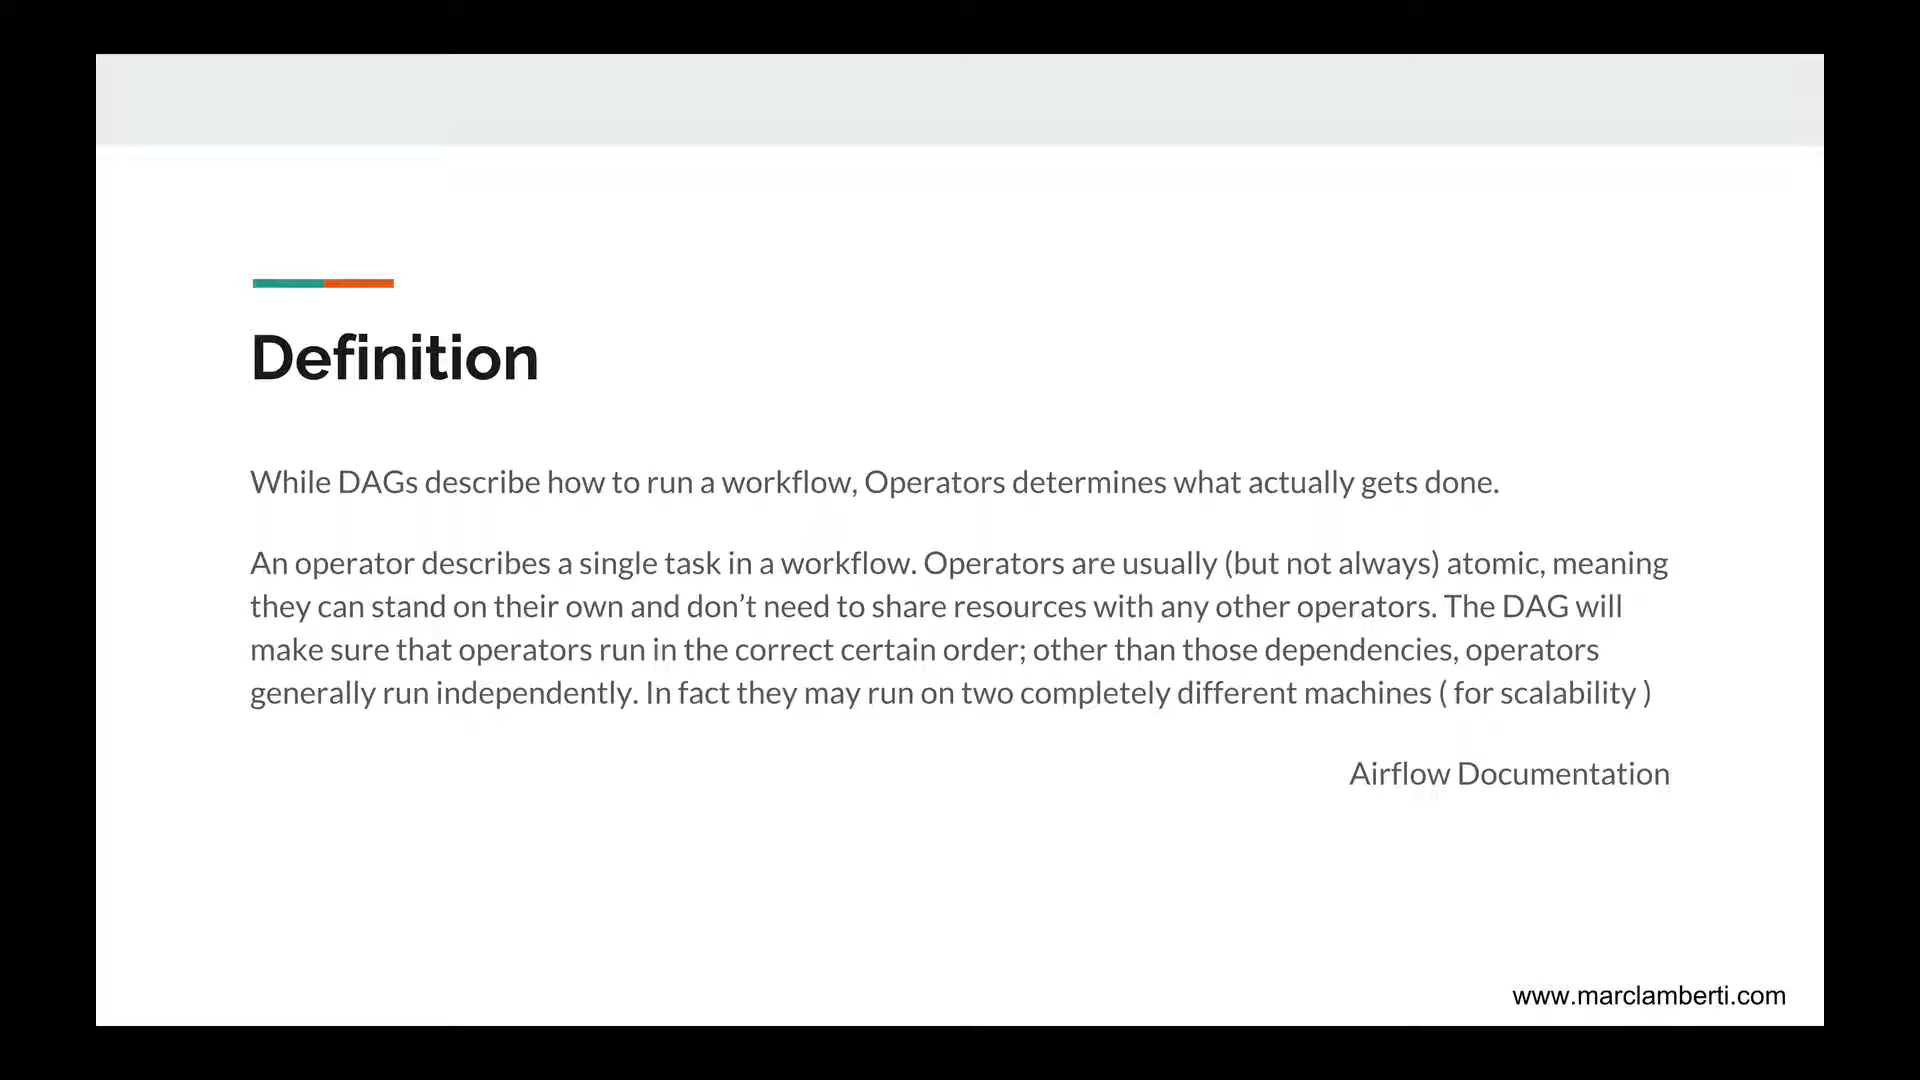 Definition
While DAGs describe how to run a workflow, Operators determines what actually gets done.
An operator describes a single task in a workflow. Operators are usually (but not always) atomic, meaning
they can stand on their own and don’t need to share resources with any other operators. The DAG will
make sure that operators run in the correct certain order; other than those dependencies, operators
generally run independently. In fact they may run on two completely different machines ( for scalability )
Airflow Documentation
www.marclamberti.com